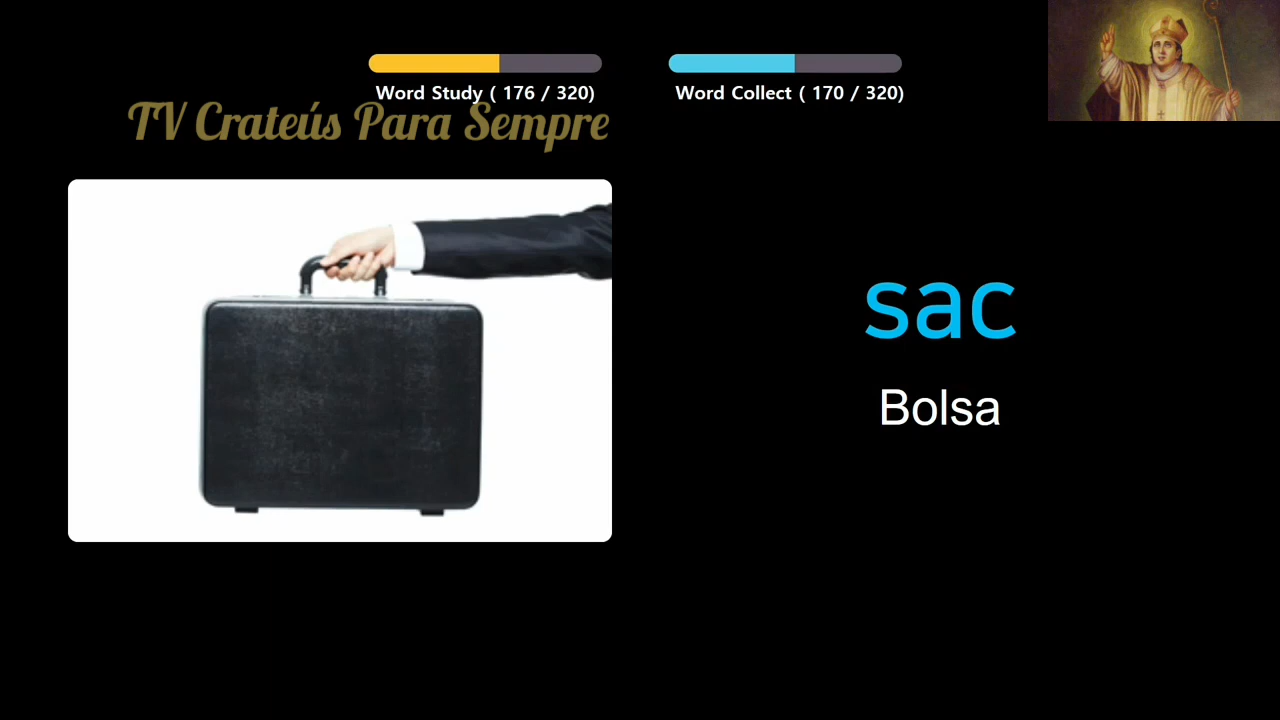 Word Study ( 176 / 320)
Word Collect ( 170 / 320)
TV Crateús Para Sempre
sac
Bolsa